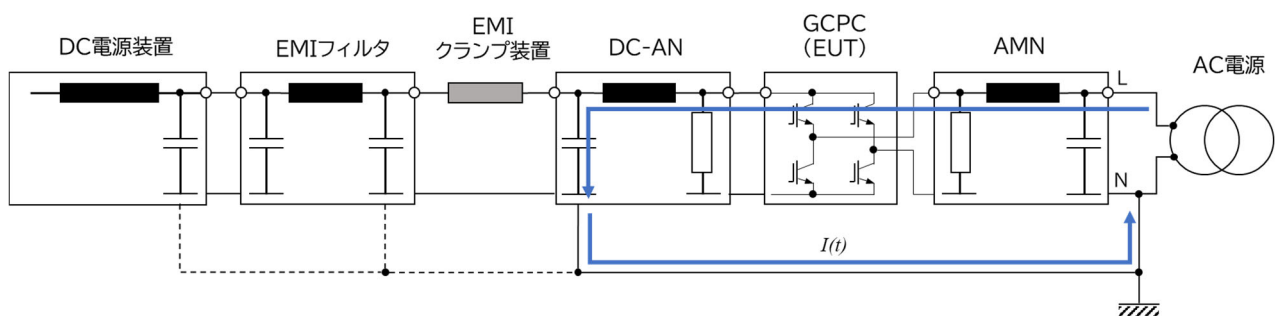 DC電源装置
EMIフィルタ
EMI
クランプ装置
DC-AN
GCPC
(EUT)
AMN
AC電源
L
N
I(t)